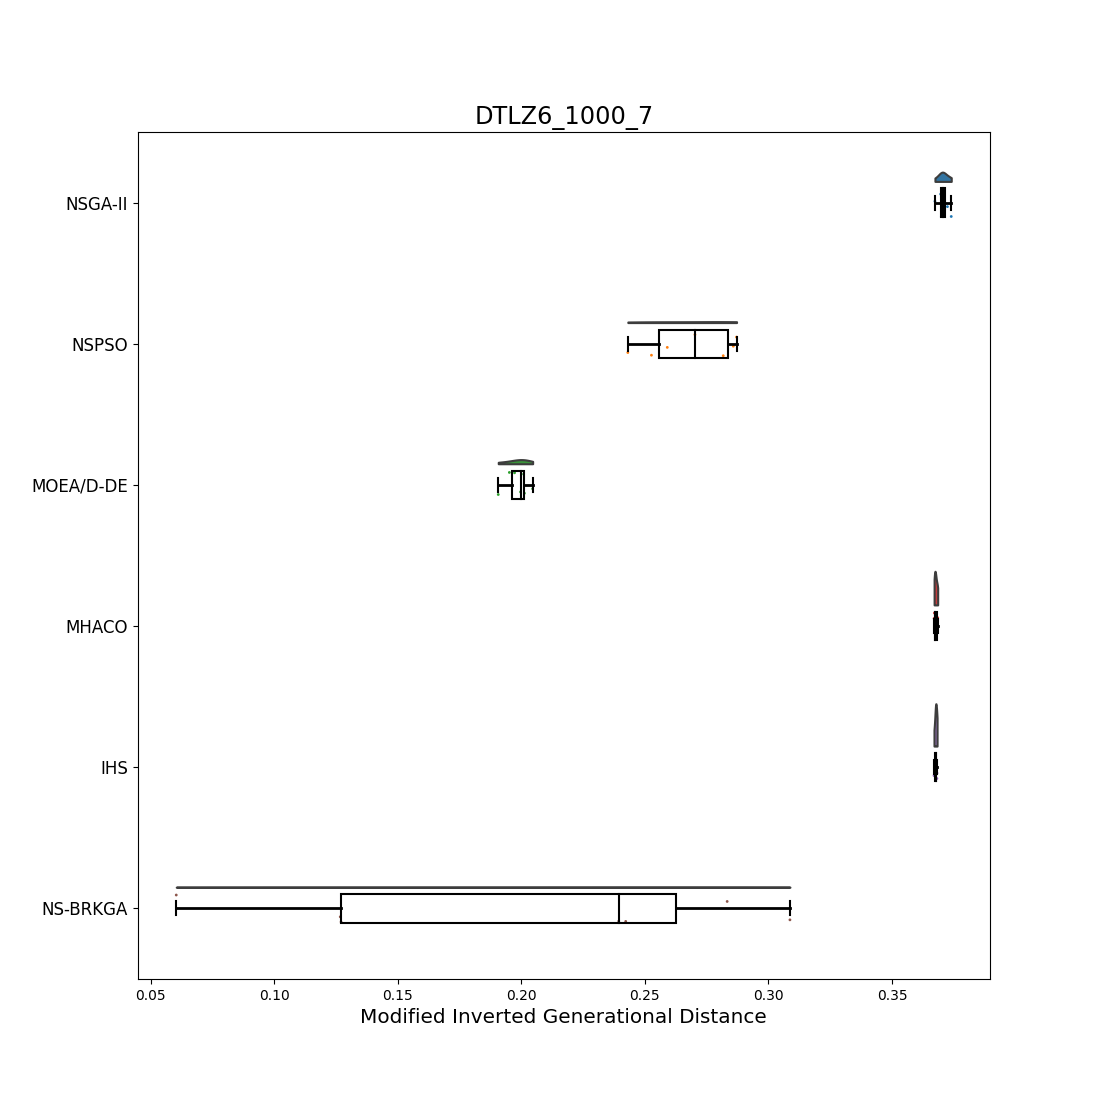 DTLZ6_1000_7
NSGA-II
NSPSO
MOEA/D-DE
MHACO
IHS
NS-BRKGA
0.05 0.10 0.15 0.20 0.25 0.30 0.35
Modified Inverted Generational Distance